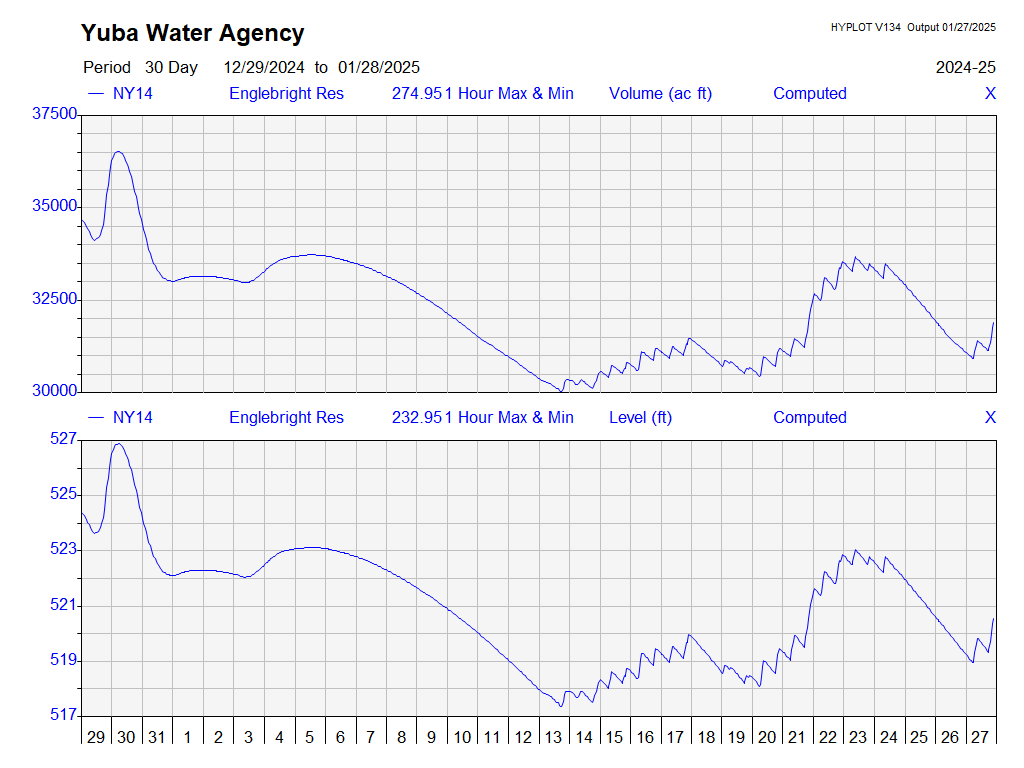 Yuba Water Agency
HYPLOT V134 Output 01/27/2025
Period 30 Day 12/29/2024 to 01/28/2025 2024-25
NY14 Englebright Res 274.951 Hour Max & Min Volume (ac ft) Computed X
37500
35000
32500
30000
NY14 Englebright Res 232.951 Hour Max & Min Level (ft) Computed X
527
525
523
521
519
517
29 30 31 1 2 3 4 5 6 7 8 9 10 11 12 13 14 15 16 17 18 19 20 21 22 23 24 25 26 27